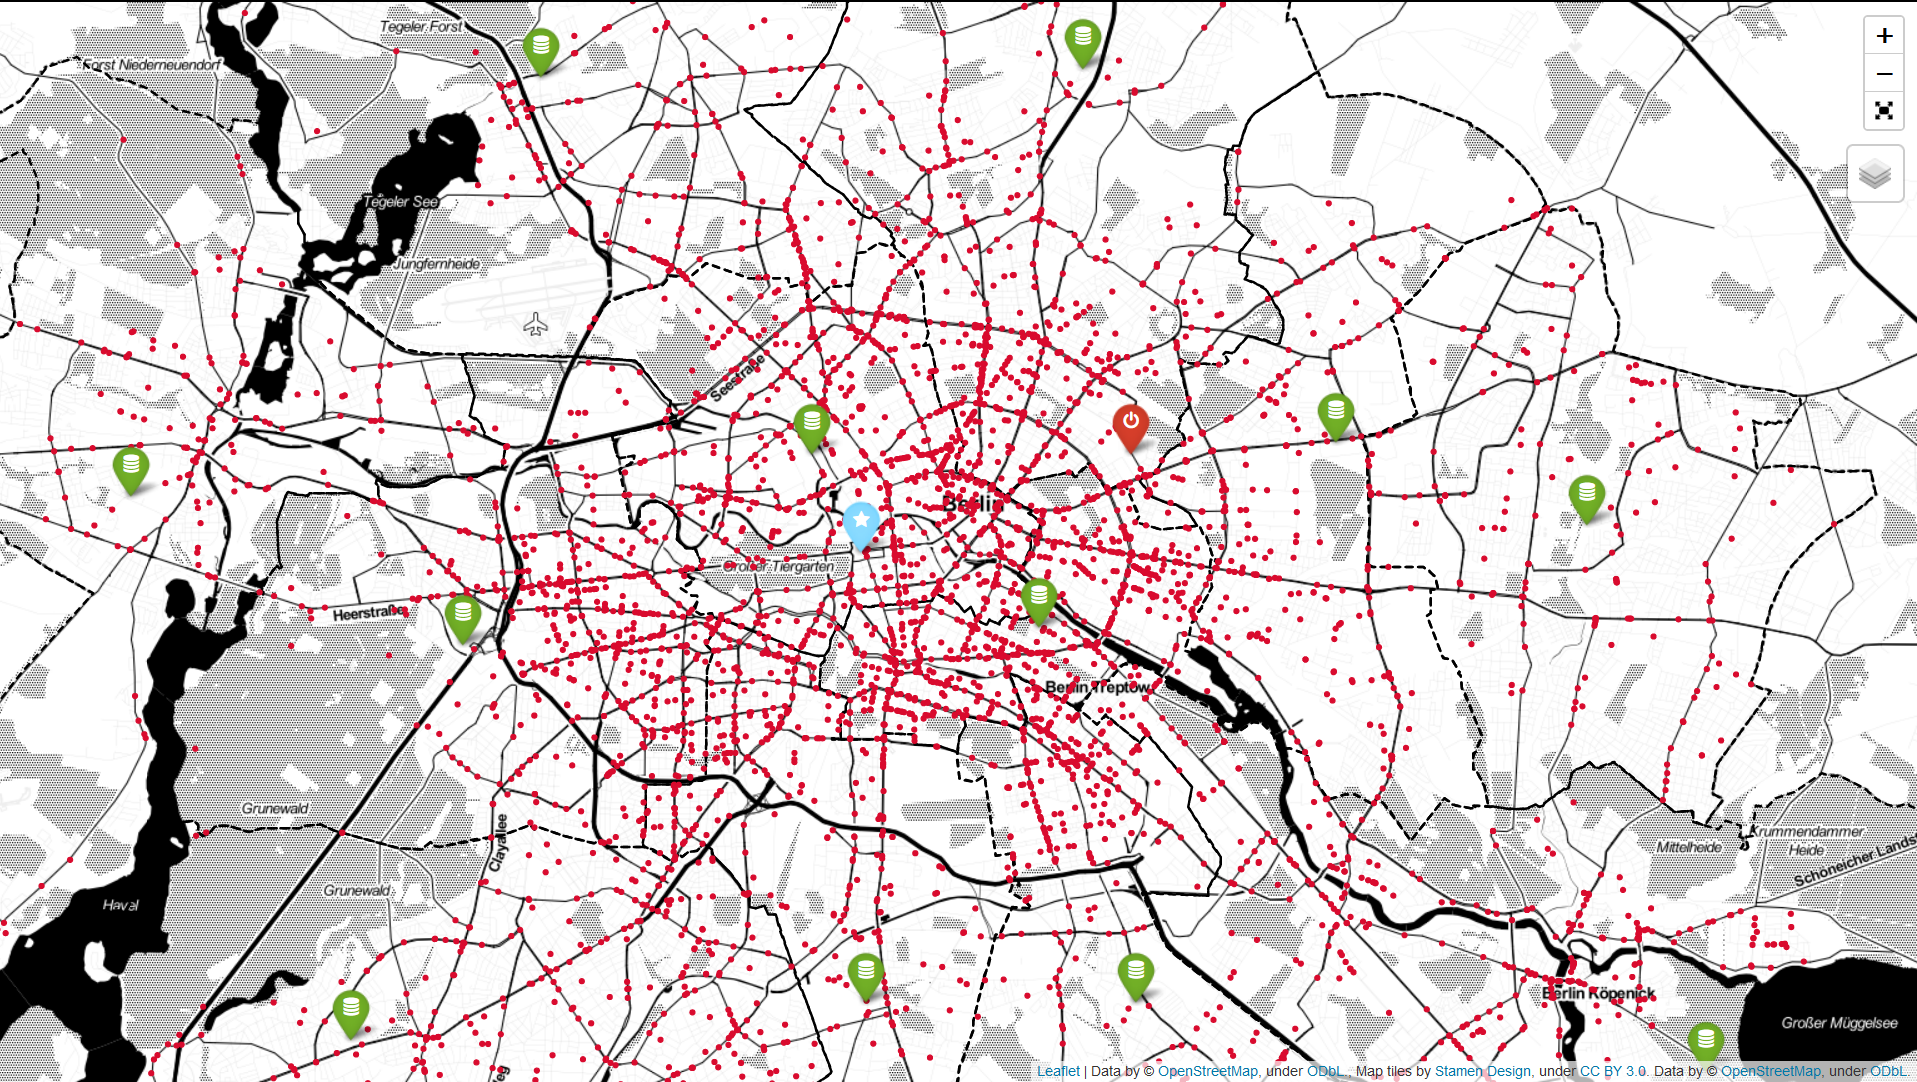 Tegeler Forst
Forst Niederneuendorf
+
−
Tegeler See
Jungfernheide
Seestraße
Berlin
Großer Tiergarten
Heerstraße
Berlin Treptow
Grunewald
Clayallee
Krummendammer
Heide
Mittelheide
Schöneicher Lands
Grunewald
Havel
Berlin Köpenick
Großer Müggelsee
eg
Leaflet | Data by © OpenStreetMap, under ODbL. Map tiles by Stamen Design, under CC BY 3.0. Data by © OpenStreetMap, under ODbL.